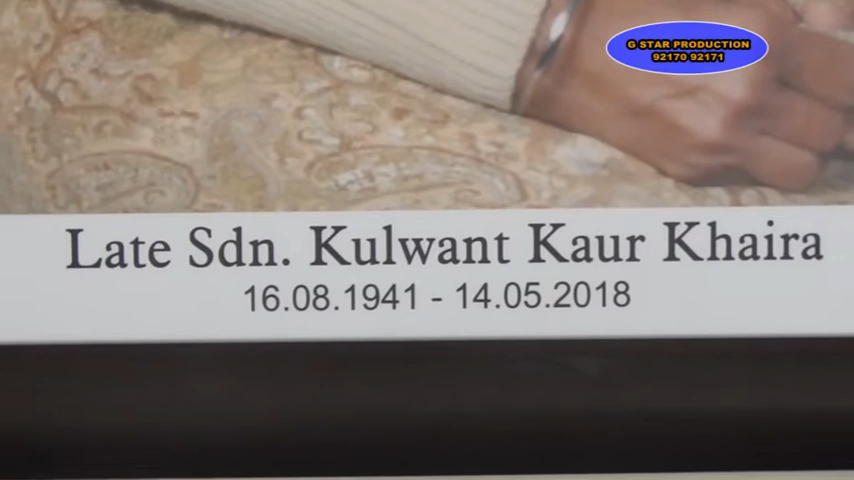 G STAR PRODUCTION
92170 92171
Late Sdn. Kulwant Kaur Khaira
16.08.1941 - 14.05.2018